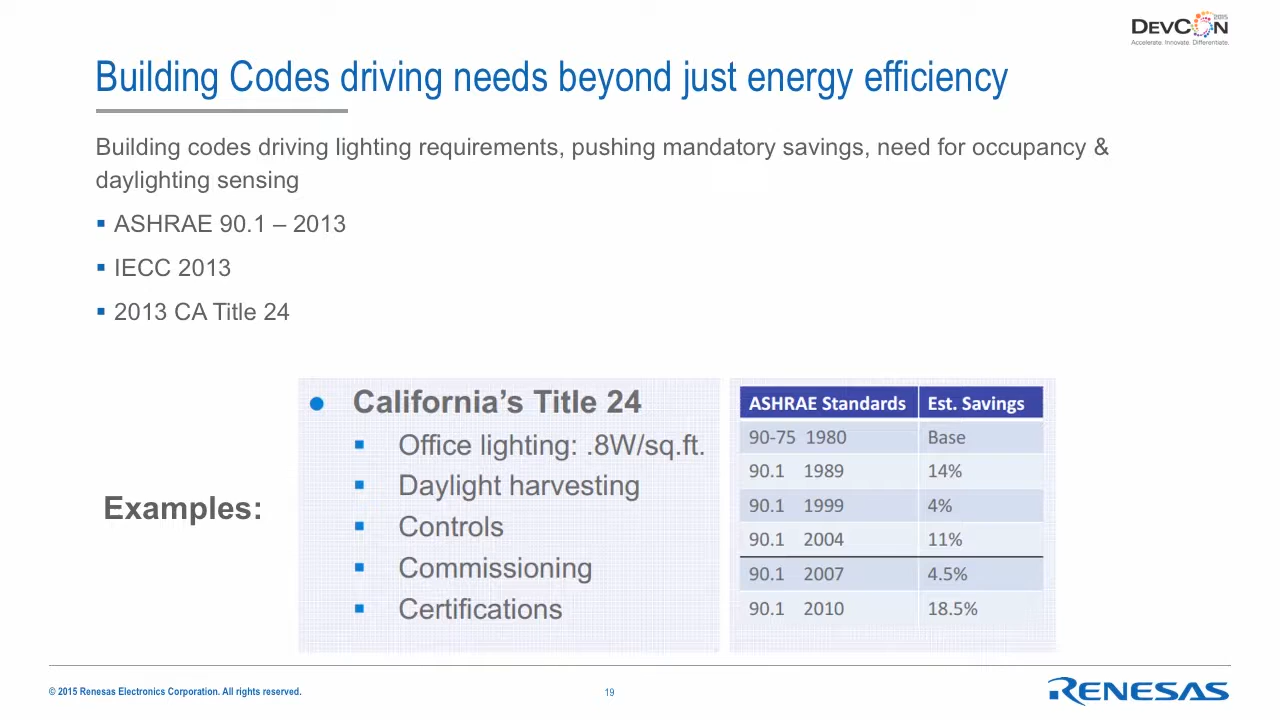 DEVCON
Accelerate. Innovate. Differentiate.
Building Codes driving needs beyond just energy efficiency
Building codes driving lighting requirements, pushing mandatory savings, need for occupancy &
daylighting sensing
▪ ASHRAE 90.1 – 2013
▪ IECC 2013
▪ 2013 CA Title 24
Examples:
● California's Title 24
▪ Office lighting: .8W/sq.ft.
▪ Daylight harvesting
▪ Controls
▪ Commissioning
▪ Certifications
ASHRAE Standards Est. Savings
90-75 1980 Base
90.1 1989 14%
90.1 1999 4%
90.1 2004 11%
90.1 2007 4.5%
90.1 2010 18.5%
© 2015 Renesas Electronics Corporation. All rights reserved.
19
RENESAS